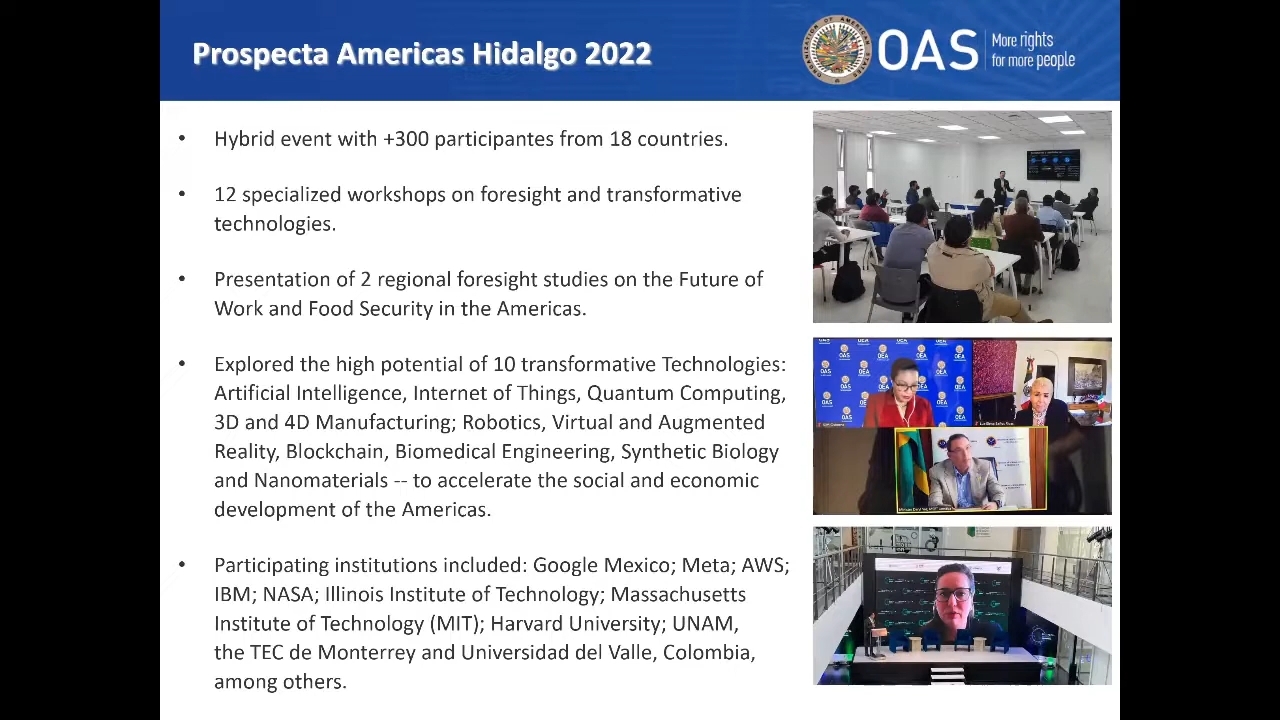 Prospecta Americas Hidalgo 2022
OAS
More rights
for more people
• Hybrid event with +300 participantes from 18 countries.
• 12 specialized workshops on foresight and transformative
technologies.
• Presentation of 2 regional foresight studies on the Future of
Work and Food Security in the Americas.
• Explored the high potential of 10 transformative Technologies:
Artificial Intelligence, Internet of Things, Quantum Computing,
3D and 4D Manufacturing; Robotics, Virtual and Augmented
Reality, Blockchain, Biomedical Engineering, Synthetic Biology
and Nanomaterials -- to accelerate the social and economic
development of the Americas.
• Participating institutions included: Google Mexico; Meta; AWS;
IBM; NASA; Illinois Institute of Technology; Massachusetts
Institute of Technology (MIT); Harvard University; UNAM,
the TEC de Monterrey and Universidad del Valle, Colombia,
among others.
OAS
OEA